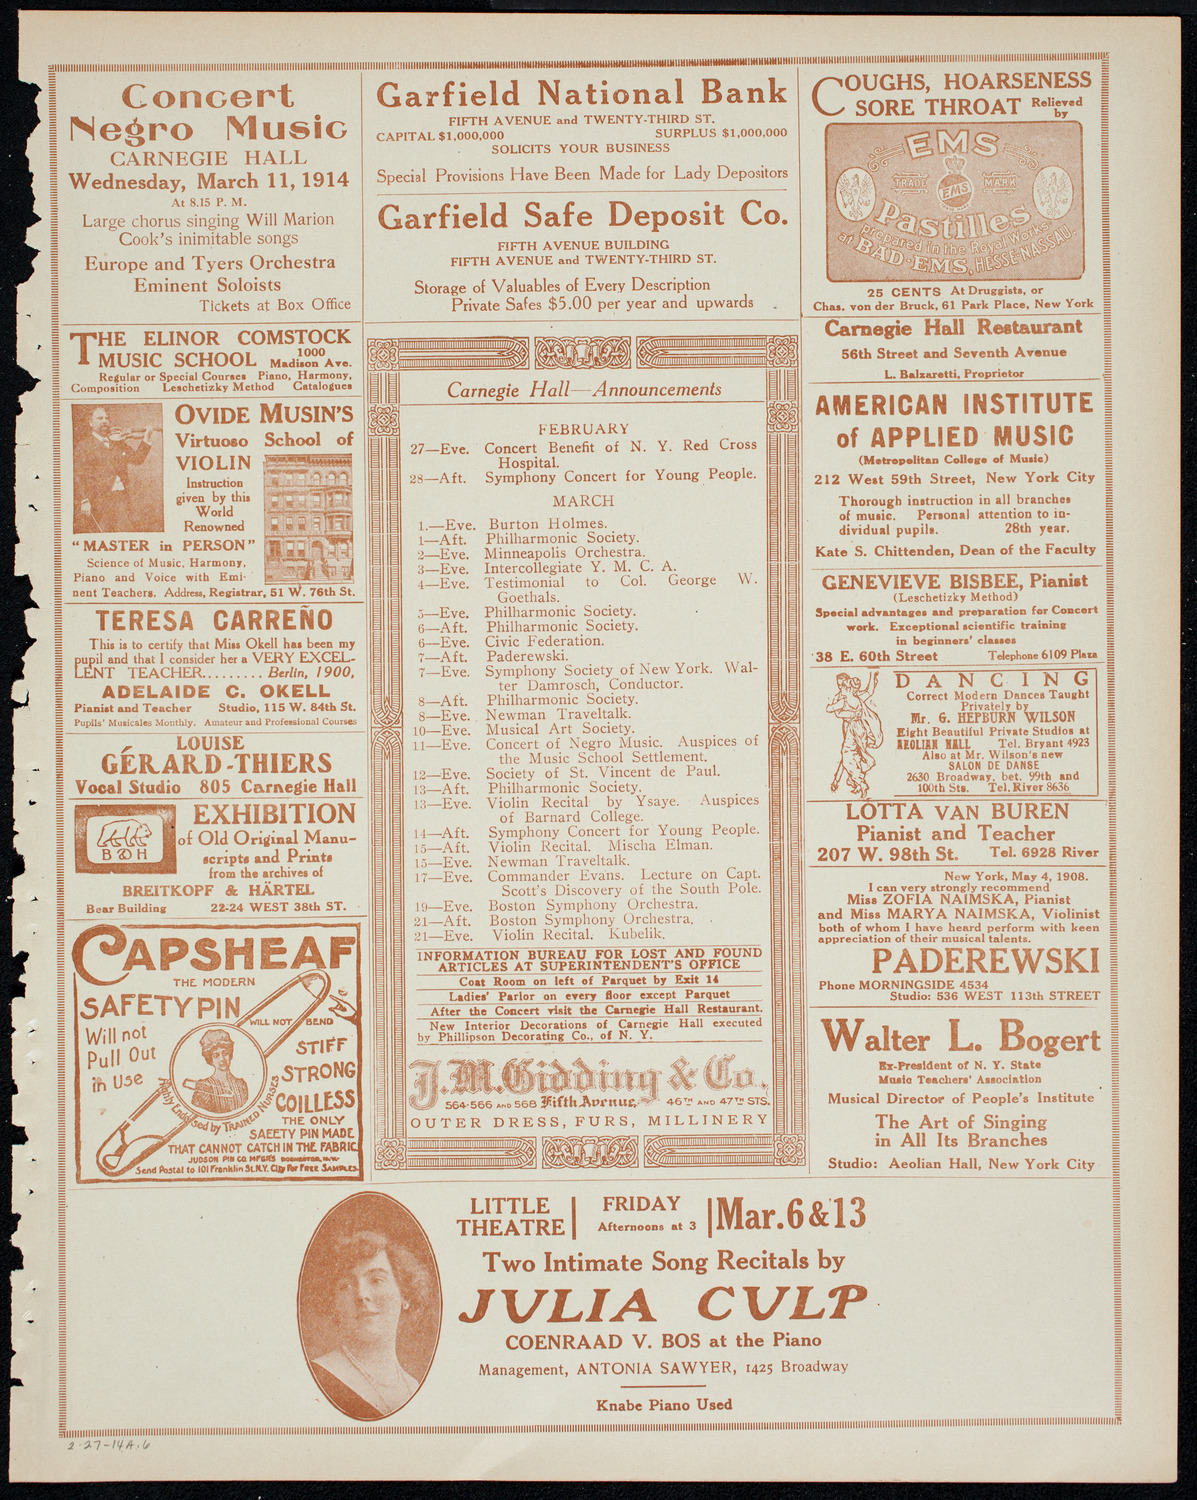 Concert
Negro Music
CARNEGIE HALL
Wednesday, March 11, 1914
At 8.15 P. M.
Large chorus singing Will Marion
Cook's inimitable songs
Europe and Tyers Orchestra
Eminent Soloists
Tickets at Box Office
THE ELINOR COMSTOCK
MUSIC SCHOOL 1000 Madison Ave.
Regular or Special Courses Piano, Harmony,
Composition Leschetizky Method Catalogues
OVIDE MUSIN'S
Virtuoso School of
VIOLIN
Instruction
given by this
World
Renowned
"MASTER in PERSON"
Science of Music, Harmony,
Piano and Voice with Emi-
nent Teachers. Address, Registrar, 51 W. 76th St.
TERESA CARREÑO
This is to certify that Miss Okell has been my
pupil and that I consider her a VERY EXCEL-
LENT TEACHER......... Berlin, 1900,
ADELAIDE C. OKELL
Pianist and Teacher Studio, 115 W. 84th St.
Pupils' Musicales Monthly. Amateur and Professional Courses
LOUISE
GÉRARD-THIERS
Vocal Studio 805 Carnegie Hall
B & H
EXHIBITION
of Old Original Manu-
scripts and Prints
from the archives of
BREITKOPF & HÄRTEL
Bear Building 22-24 WEST 38th ST.
CAPSHEAF
THE MODERN
SAFETY PIN
WILL NOT BEND
Will not
Pull Out
in Use
STIFF
STRONG
COILLESS
Highly Endorsed by TRAINED NURSES
THE ONLY
SAFETY PIN MADE
THAT CANNOT CATCH IN THE FABRIC
JUDSON PIN CO. MFGRS ROCHESTER, N.Y.
Send Postal to 101 Franklin St. N.Y. City For FREE SAMPLES.
Garfield National Bank
FIFTH AVENUE and TWENTY-THIRD ST.
CAPITAL $1,000,000 SURPLUS $1,000,000
SOLICITS YOUR BUSINESS
Special Provisions Have Been Made for Lady Depositors
Garfield Safe Deposit Co.
FIFTH AVENUE BUILDING
FIFTH AVENUE and TWENTY-THIRD ST.
Storage of Valuables of Every Description
Private Safes $5.00 per year and upwards
Carnegie Hall—Announcements
FEBRUARY
27—Eve. Concert Benefit of N. Y. Red Cross
Hospital.
28—Aft. Symphony Concert for Young People.
MARCH
1.—Eve. Burton Holmes.
1—Aft. Philharmonic Society.
2—Eve. Minneapolis Orchestra.
3—Eve. Intercollegiate Y. M. C. A.
4—Eve. Testimonial to Col. George W.
Goethals.
5—Eve. Philharmonic Society.
6—Aft. Philharmonic Society.
6—Eve. Civic Federation.
7—Aft. Paderewski.
7—Eve. Symphony Society of New York. Wal-
ter Damrosch, Conductor.
8—Aft. Philharmonic Society.
8—Eve. Newman Traveltalk.
10—Eve. Musical Art Society.
11—Eve. Concert of Negro Music. Auspices of
the Music School Settlement.
12—Eve. Society of St. Vincent de Paul.
13—Aft. Philharmonic Society.
13—Eve. Violin Recital by Ysaye. Auspices
of Barnard College.
14—Aft. Symphony Concert for Young People.
15—Aft. Violin Recital. Mischa Elman.
15—Eve. Newman Traveltalk.
17—Eve. Commander Evans. Lecture on Capt.
Scott's Discovery of the South Pole.
19—Eve. Boston Symphony Orchestra.
21—Aft. Boston Symphony Orchestra.
21—Eve. Violin Recital. Kubelik.
INFORMATION BUREAU FOR LOST AND FOUND
ARTICLES AT SUPERINTENDENT'S OFFICE
Coat Room on left of Parquet by Exit 14
Ladies' Parlor on every floor except Parquet
After the Concert visit the Carnegie Hall Restaurant.
New Interior Decorations of Carnegie Hall executed
by Phillipson Decorating Co., of N. Y.
J. M. Gidding & Co.
564-566 AND 568 Fifth Avenue, 46TH AND 47TH STS.
OUTER DRESS, FURS, MILLINERY
COUGHS, HOARSENESS
SORE THROAT Relieved by
EMS
TRADE EMS MARK
Pastilles
prepared in the Royal Works
at BAD-EMS, HESSE-NASSAU.
25 CENTS At Druggists, or
Chas. von der Bruck, 61 Park Place, New York
Carnegie Hall Restaurant
56th Street and Seventh Avenue
L. Balzaretti, Proprietor
AMERICAN INSTITUTE
of APPLIED MUSIC
(Metropolitan College of Music)
212 West 59th Street, New York City
Thorough instruction in all branches
of music. Personal attention to in-
dividual pupils. 28th year.
Kate S. Chittenden, Dean of the Faculty
GENEVIEVE BISBEE, Pianist
(Leschetizky Method)
Special advantages and preparation for Concert
work. Exceptional scientific training
in beginners' classes
38 E. 60th Street Telephone 6109 Plaza
DANCING
Correct Modern Dances Taught
Privately by
Mr. G. HEPBURN WILSON
Eight Beautiful Private Studios at
AEOLIAN HALL Tel. Bryant 4923
Also at Mr. Wilson's new
SALON DE DANSE
2630 Broadway, bet. 99th and
100th Sts. Tel. River 8636
LOTTA VAN BUREN
Pianist and Teacher
207 W. 98th St. Tel. 6928 River
New York, May 4, 1908.
I can very strongly recommend
Miss ZOFIA NAIMSKA, Pianist
and Miss MARYA NAIMSKA, Violinist
both of whom I have heard perform with keen
appreciation of their musical talents.
PADEREWSKI
Phone MORNINGSIDE 4534
Studio: 536 WEST 113th STREET
Walter L. Bogert
Ex-President of N. Y. State
Music Teachers' Association
Musical Director of People's Institute
The Art of Singing
in All Its Branches
Studio: Aeolian Hall, New York City
LITTLE THEATRE
FRIDAY
Afternoons at 3
Mar. 6 & 13
Two Intimate Song Recitals by
JULIA CULP
COENRAAD V. BOS at the Piano
Management, ANTONIA SAWYER, 1425 Broadway
Knabe Piano Used
2-27-14A.6